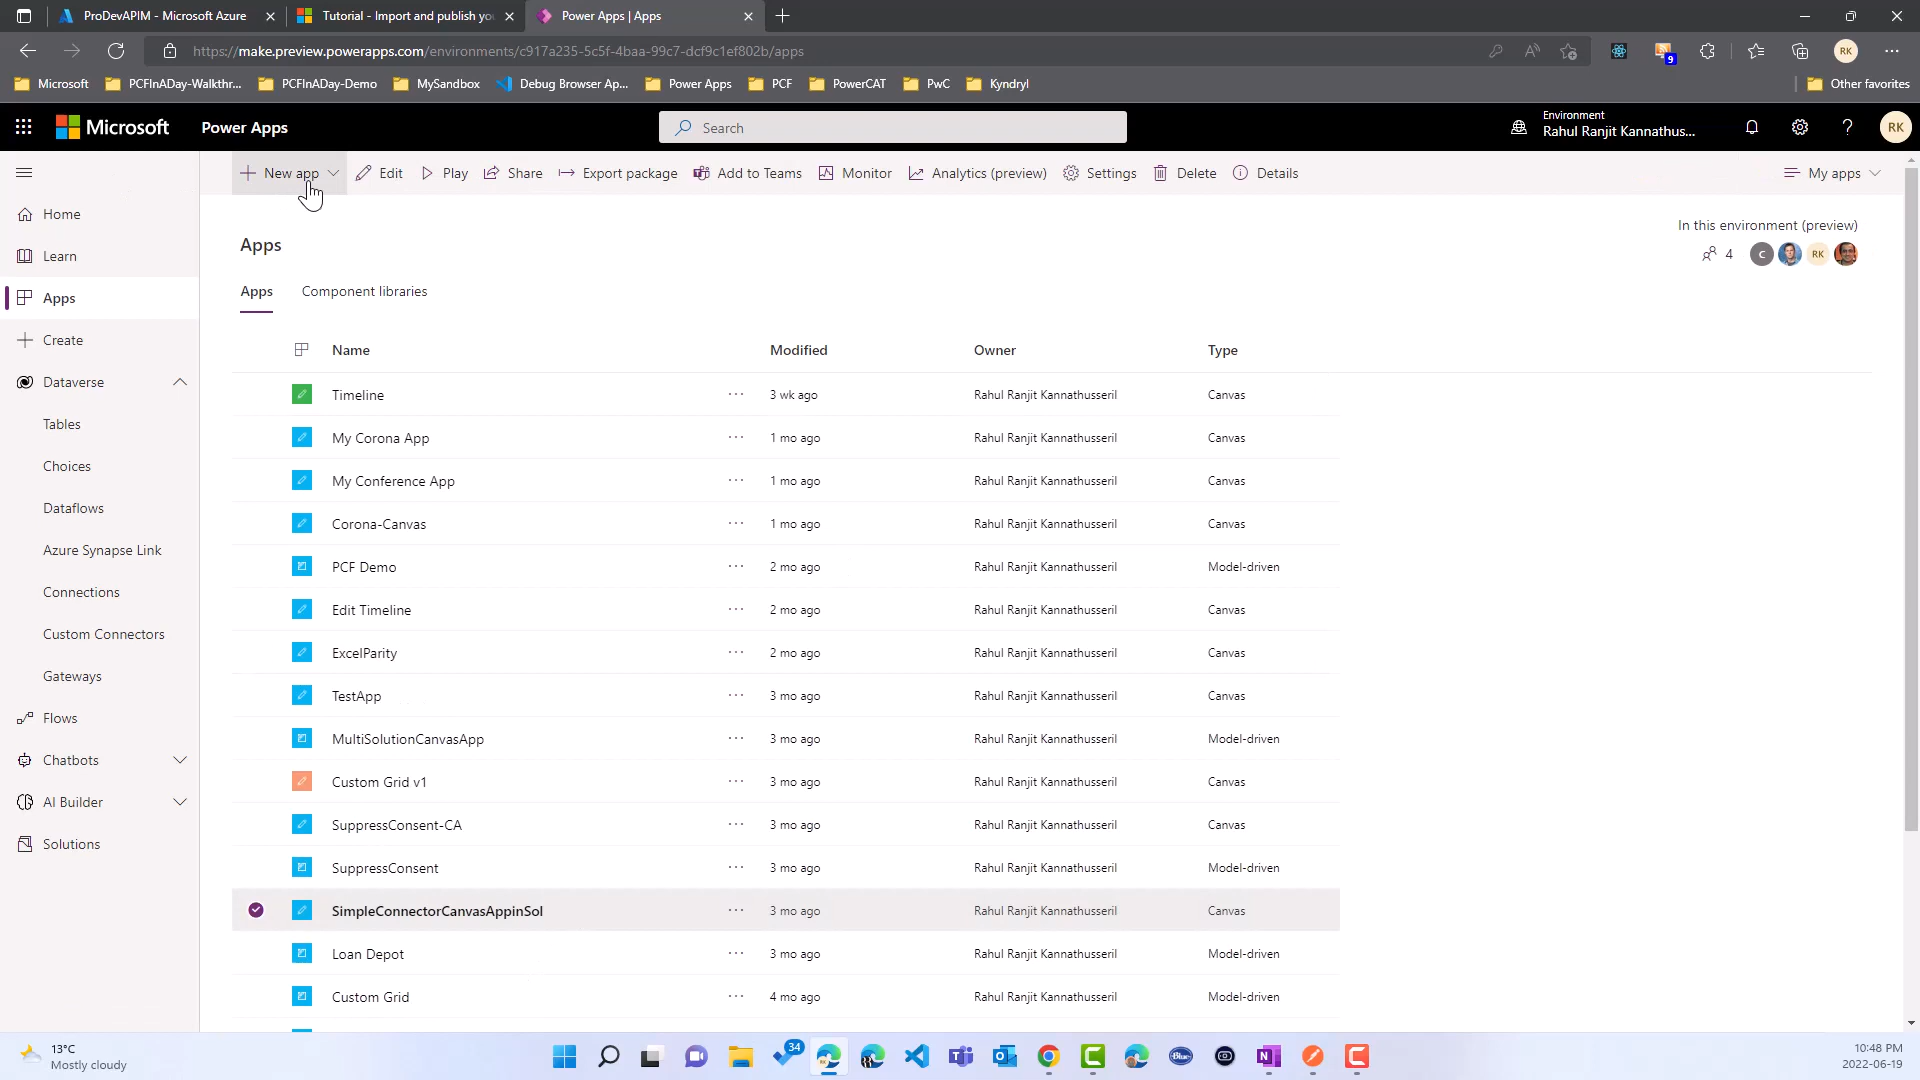 ProDevAPIM - Microsoft Azure
Tutorial - Import and publish yo
Power Apps | Apps
https://make.preview.powerapps.com/environments/c917a235-5c5f-4baa-99c7-dcf9c1ef802b/apps
9
RK
Microsoft
PCFInADay-Walkthr...
PCFInADay-Demo
MySandbox
Debug Browser Ap...
Power Apps
PCF
PowerCAT
PwC
Kyndryl
Other favorites
Microsoft
Power Apps
Search
Environment
Rahul Ranjit Kannathus...
?
RK
New app
Edit
Play
Share
Export package
Add to Teams
Monitor
Analytics (preview)
Settings
Delete
Details
My apps
Home
Learn
Apps
Create
Dataverse
Tables
Choices
Dataflows
Azure Synapse Link
Connections
Custom Connectors
Gateways
Flows
Chatbots
AI Builder
Solutions
In this environment (preview)
4
C
RK
Apps
Apps
Component libraries
Name Modified Owner Type
Timeline ... 3 wk ago Rahul Ranjit Kannathusseril Canvas
My Corona App ... 1 mo ago Rahul Ranjit Kannathusseril Canvas
My Conference App ... 1 mo ago Rahul Ranjit Kannathusseril Canvas
Corona-Canvas ... 1 mo ago Rahul Ranjit Kannathusseril Canvas
PCF Demo ... 2 mo ago Rahul Ranjit Kannathusseril Model-driven
Edit Timeline ... 2 mo ago Rahul Ranjit Kannathusseril Canvas
ExcelParity ... 2 mo ago Rahul Ranjit Kannathusseril Canvas
TestApp ... 3 mo ago Rahul Ranjit Kannathusseril Canvas
MultiSolutionCanvasApp ... 3 mo ago Rahul Ranjit Kannathusseril Model-driven
Custom Grid v1 ... 3 mo ago Rahul Ranjit Kannathusseril Canvas
SuppressConsent-CA ... 3 mo ago Rahul Ranjit Kannathusseril Canvas
SuppressConsent ... 3 mo ago Rahul Ranjit Kannathusseril Model-driven
SimpleConnectorCanvasAppinSol ... 3 mo ago Rahul Ranjit Kannathusseril Canvas
Loan Depot ... 3 mo ago Rahul Ranjit Kannathusseril Model-driven
Custom Grid ... 4 mo ago Rahul Ranjit Kannathusseril Model-driven
13°C
Mostly cloudy
34
Blue
10:48 PM
2022-06-19